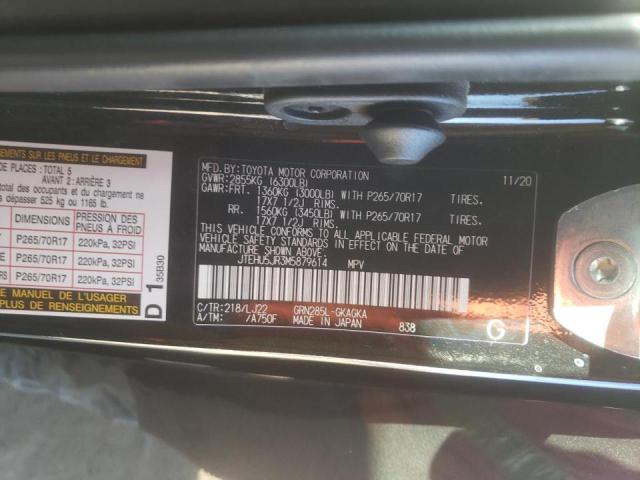 NEMENTS SUR LES PNEUS ET LE CHARGEMENT
DE PLACES : TOTAL 5
AVANT 2 : ARRIÈRE 3
total des occupants et du chargement
dépasser 525 kg ou 1165 lb.
DIMENSIONS
PRESSION DES PNEUS À FROID
P265/70R17 220kPa, 32PSI
P265/70R17 220kPa, 32PSI
P265/70R17 220kPa, 32PSI
LE MANUEL DE L'USAGER
PLUS DE RENSEIGNEMENTS
D 1 35B30
MFD.BY:TOYOTA MOTOR CORPORATION 11/20
GVWR:2855KG (6300LB)
GAWR:FRT. 1360KG (3000LB) WITH P265/70R17 TIRES.
17X7 1/2J RIMS.
RR. 1560KG (3450LB) WITH P265/70R17 TIRES.
17X7 1/2J RIMS.
THIS VEHICLE CONFORMS TO ALL APPLICABLE FEDERAL MOTOR
VEHICLE SAFETY STANDARDS IN EFFECT ON THE DATE OF
MANUFACTURE SHOWN ABOVE.
JTEHU5JR3M5879614 MPV
C/TR:218/LJ22 GRN285L-GKAGKA
A/TM: /A750F MADE IN JAPAN 838
G